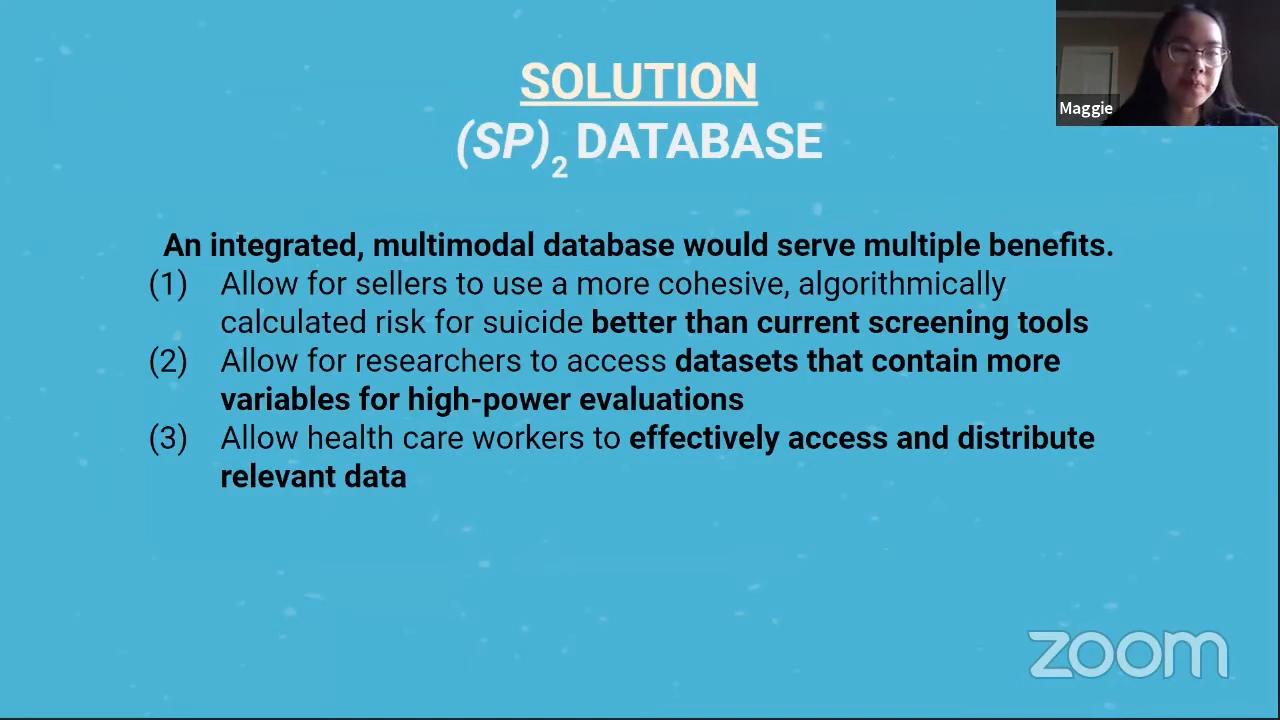 SOLUTION
(SP)2 DATABASE
Maggie
An integrated, multimodal database would serve multiple benefits.
(1) Allow for sellers to use a more cohesive, algorithmically
calculated risk for suicide better than current screening tools
(2) Allow for researchers to access datasets that contain more
variables for high-power evaluations
(3) Allow health care workers to effectively access and distribute
relevant data
zoom